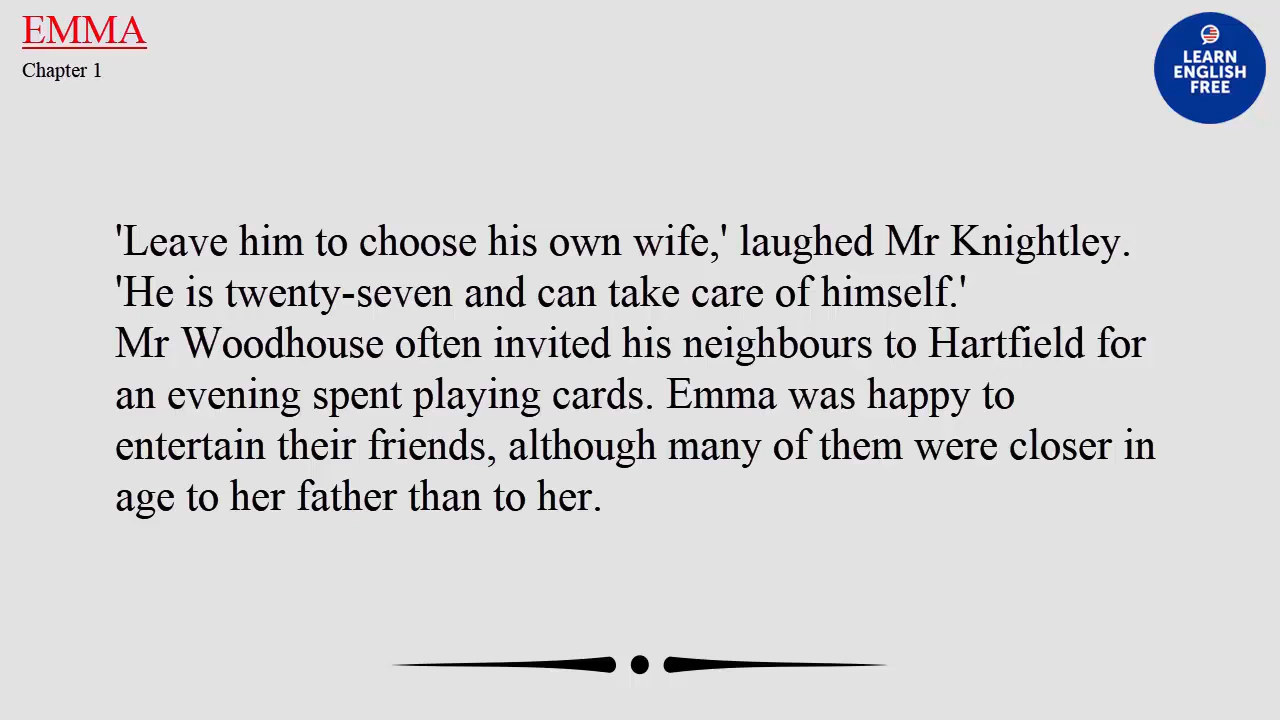 EMMA
Chapter 1
LEARN
ENGLISH
FREE
'Leave him to choose his own wife,' laughed Mr Knightley.
'He is twenty-seven and can take care of himself.'
Mr Woodhouse often invited his neighbours to Hartfield for
an evening spent playing cards. Emma was happy to
entertain their friends, although many of them were closer in
age to her father than to her.